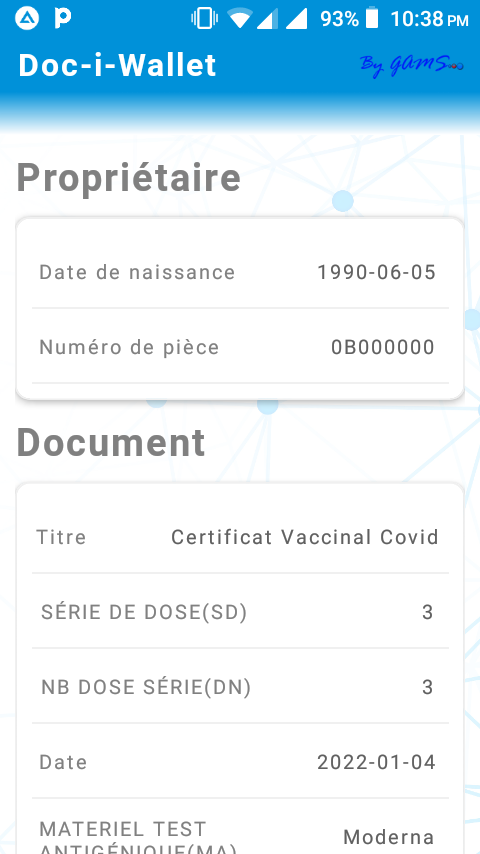 93% 10:38 PM
Doc-i-Wallet By GAMS
Propriétaire
Date de naissance 1990-06-05
Numéro de pièce 0B000000
Document
Titre Certificat Vaccinal Covid
SÉRIE DE DOSE(SD) 3
NB DOSE SÉRIE(DN) 3
Date 2022-01-04
MATERIEL TEST
ANTIGÉNIQUE(MA) Moderna